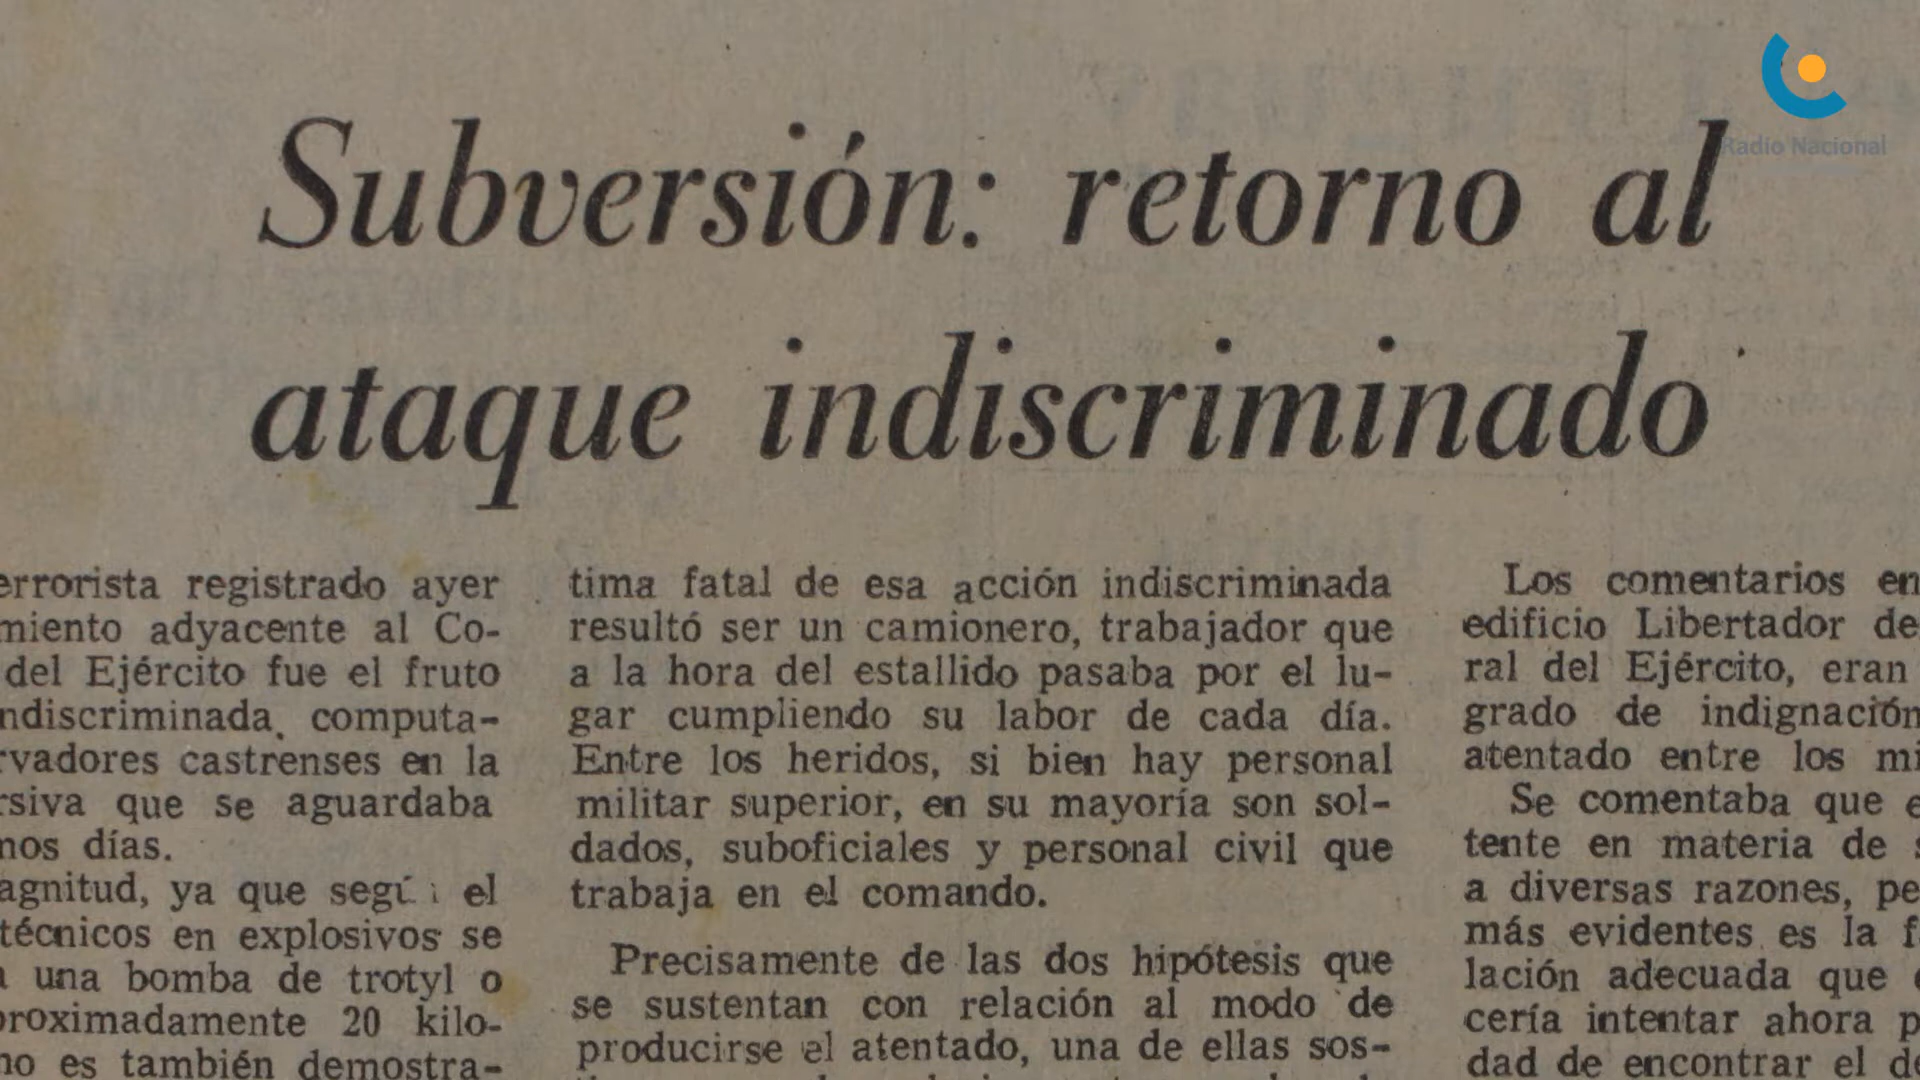 Radio Nacional
Subversión: retorno al
ataque indiscriminado
errorista registrado ayer
miento adyacente al Co-
del Ejército fue el fruto
ndiscriminada, computa-
rvadores castrenses en la
rsiva que se aguardaba
mos días.
agnitud, ya que según el
técnicos en explosivos se
una bomba de trotyl o
proximadamente 20 kilo-
no es también demostra-
tima fatal de esa acción indiscriminada
resultó ser un camionero, trabajador que
a la hora del estallido pasaba por el lu-
gar cumpliendo su labor de cada día.
Entre los heridos, si bien hay personal
militar superior, en su mayoría son sol-
dados, suboficiales y personal civil que
trabaja en el comando.
Precisamente de las dos hipótesis que
se sustentan con relación al modo de
producirse el atentado, una de ellas sos-
Los comentarios en
edificio Libertador de
ral del Ejército, eran
grado de indignación
atentado entre los mi
Se comentaba que e
tente en materia de s
a diversas razones, pe
más evidentes es la f
lación adecuada que
cería intentar ahora p
dad de encontrar el de